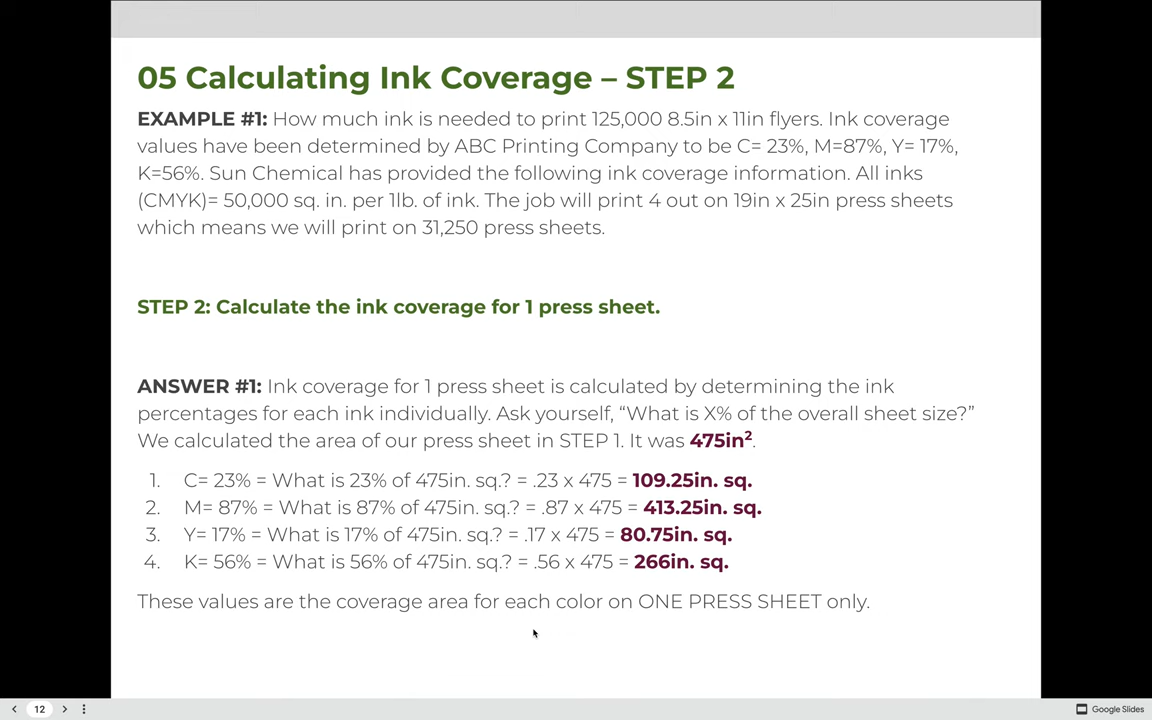 05 Calculating Ink Coverage – STEP 2
EXAMPLE #1: How much ink is needed to print 125,000 8.5in x 11in flyers. Ink coverage
values have been determined by ABC Printing Company to be C= 23%, M=87%, Y= 17%,
K=56%. Sun Chemical has provided the following ink coverage information. All inks
(CMYK)= 50,000 sq. in. per 1lb. of ink. The job will print 4 out on 19in x 25in press sheets
which means we will print on 31,250 press sheets.
STEP 2: Calculate the ink coverage for 1 press sheet.
ANSWER #1: Ink coverage for 1 press sheet is calculated by determining the ink
percentages for each ink individually. Ask yourself, “What is X% of the overall sheet size?”
We calculated the area of our press sheet in STEP 1. It was 475in².
1. C= 23% = What is 23% of 475in. sq.? = .23 x 475 = 109.25in. sq.
2. M= 87% = What is 87% of 475in. sq.? = .87 x 475 = 413.25in. sq.
3. Y= 17% = What is 17% of 475in. sq.? = .17 x 475 = 80.75in. sq.
4. K= 56% = What is 56% of 475in. sq.? = .56 x 475 = 266in. sq.
These values are the coverage area for each color on ONE PRESS SHEET only.
12
Google Slides